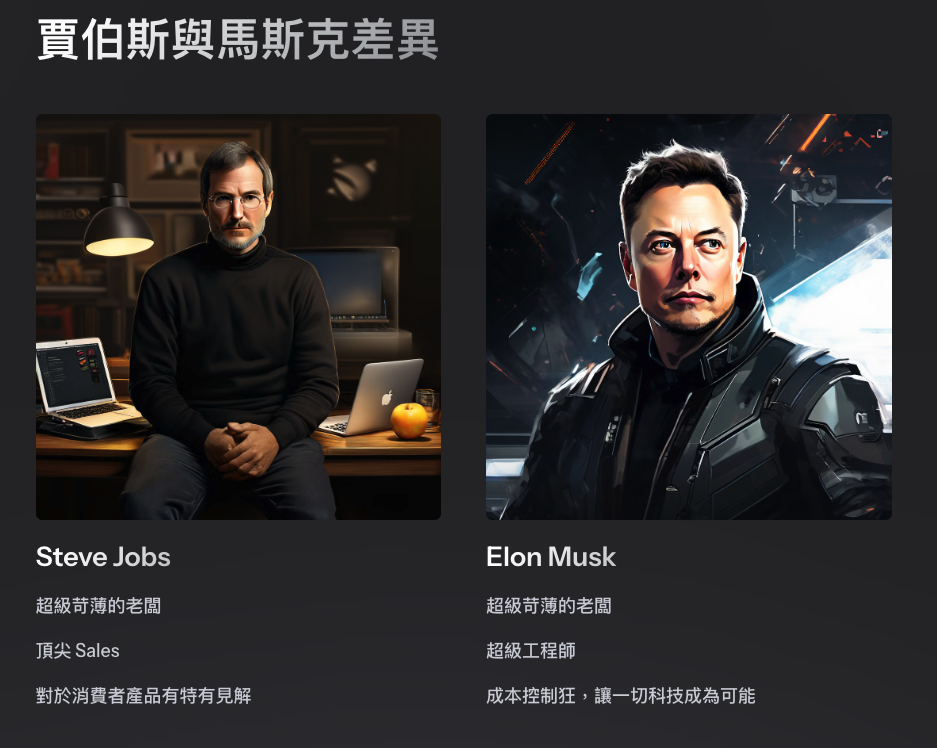 賈伯斯與馬斯克差異
Steve Jobs
超級苛薄的老闆
頂尖 Sales
對於消費者產品有特有見解
Elon Musk
超級苛薄的老闆
超級工程師
成本控制狂，讓一切科技成為可能